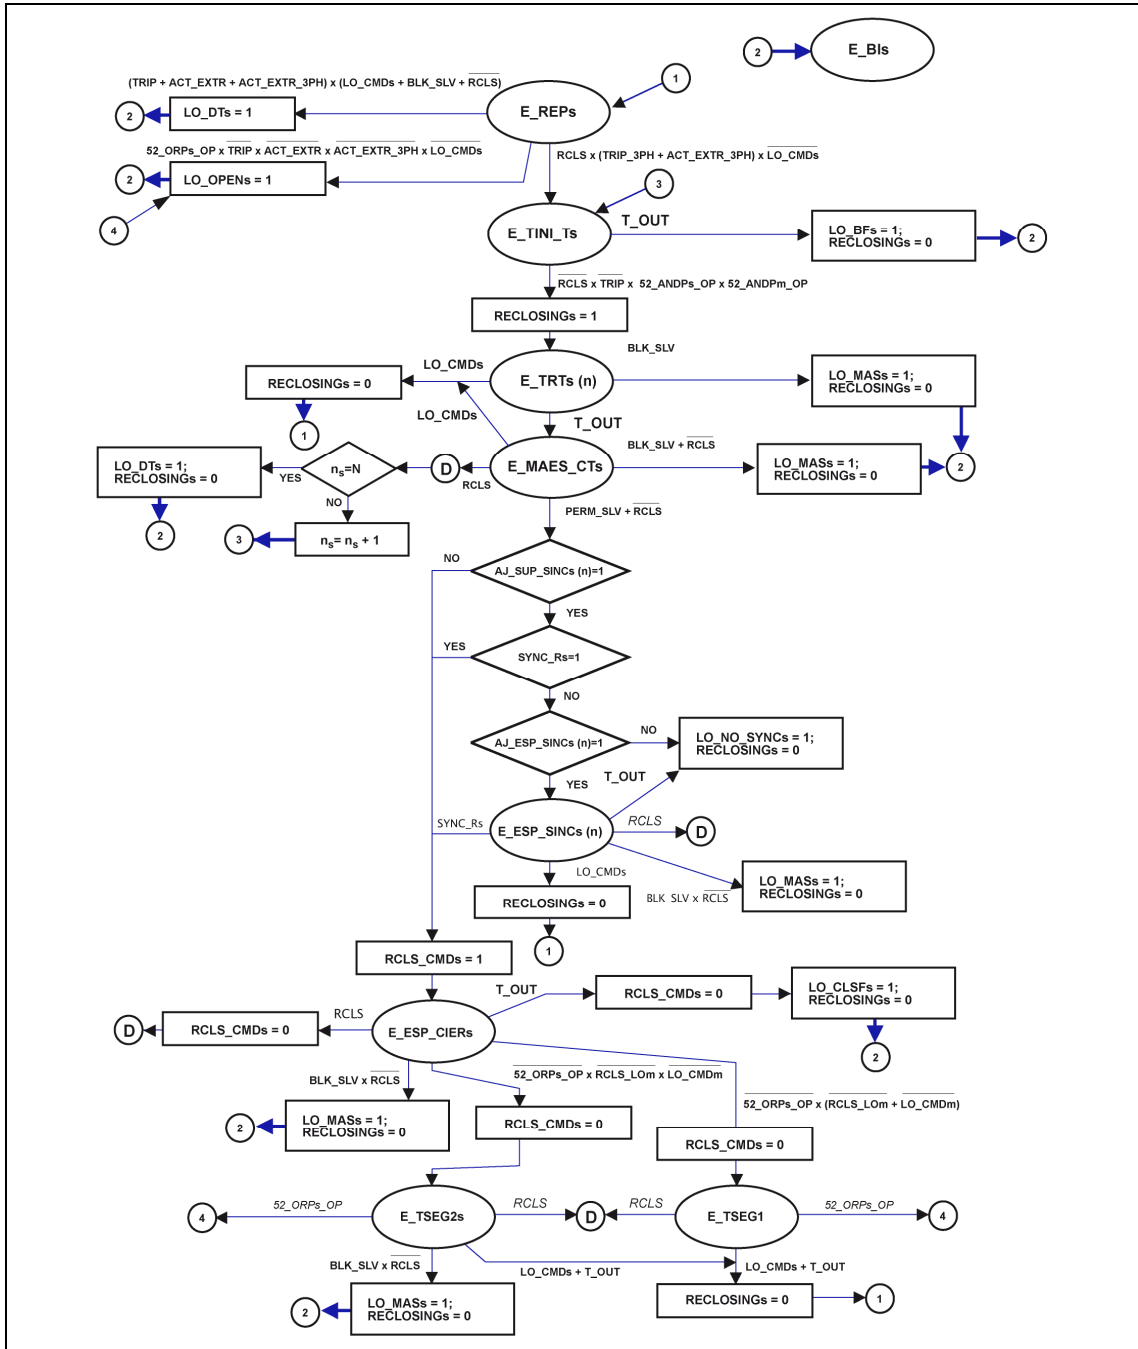 2
E_BIs
(TRIP + ACT_EXTR + ACT_EXTR_3PH) x (LO_CMDs + BLK_SLV + RCLS)
1
E_REPs
2
LO_DTs = 1
52_ORPs_OP x TRIP x ACT_EXTR x ACT_EXTR_3PH x LO_CMDs
RCLS x (TRIP_3PH + ACT_EXTR_3PH) x LO_CMDs
2
LO_OPENs = 1
3
4
E_TINI_Ts
T_OUT
LO_BFs = 1;
RECLOSINGs = 0
2
RCLS x TRIP x 52_ANDPs_OP x 52_ANDPm_OP
RECLOSINGs = 1
BLK_SLV
LO_CMDs
RECLOSINGs = 0
E_TRTs (n)
LO_MASs = 1;
RECLOSINGs = 0
LO_CMDs
T_OUT
1
BLK_SLV + RCLS
LO_DTs = 1;
RECLOSINGs = 0
YES
ns=N
D
RCLS
E_MAES_CTs
LO_MASs = 1;
RECLOSINGs = 0
2
NO
PERM_SLV + RCLS
2
3
ns= ns + 1
NO
AJ_SUP_SINCs (n)=1
YES
YES
SYNC_Rs=1
NO
AJ_ESP_SINCs (n)=1
NO
LO_NO_SYNCs = 1;
RECLOSINGs = 0
YES
T_OUT
SYNC_Rs
E_ESP_SINCs (n)
RCLS
D
LO_CMDs
BLK SLV x RCLS
LO_MASs = 1;
RECLOSINGs = 0
RECLOSINGs = 0
1
RCLS_CMDs = 1
T_OUT
RCLS_CMDs = 0
LO_CLSFs = 1;
RECLOSINGs = 0
D
RCLS_CMDs = 0
RCLS
E_ESP_CIERs
2
BLK_SLV x RCLS
52_ORPs_OP x RCLS_LOm x LO_CMDm
52_ORPs_OP x (RCLS_LOm + LO_CMDm)
2
LO_MASs = 1;
RECLOSINGs = 0
RCLS_CMDs = 0
RCLS_CMDs = 0
4
52_ORPs_OP
E_TSEG2s
RCLS
D
RCLS
E_TSEG1
52_ORPs_OP
4
BLK_SLV x RCLS
LO_CMDs + T_OUT
LO_CMDs + T_OUT
2
LO_MASs = 1;
RECLOSINGs = 0
RECLOSINGs = 0
1